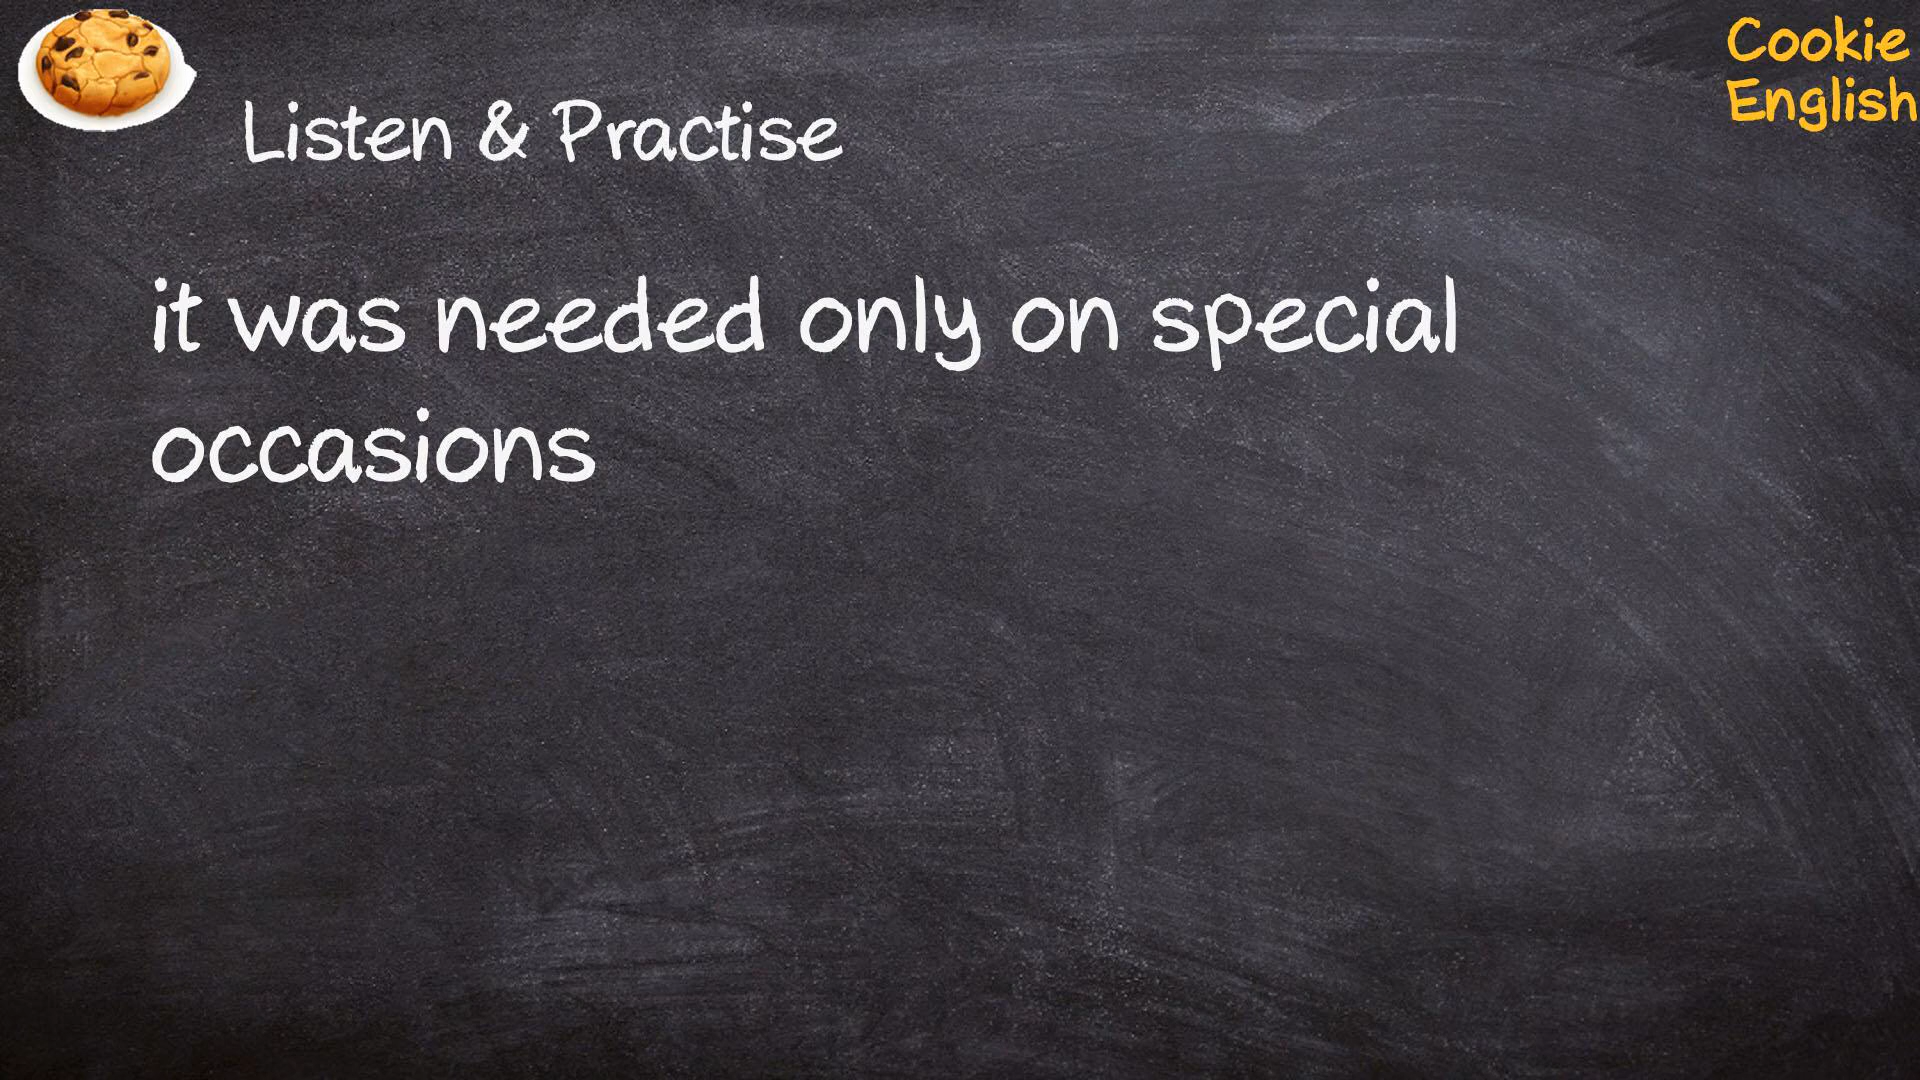 Cookie
English
Listen & Practise
it was needed only on special
occasions